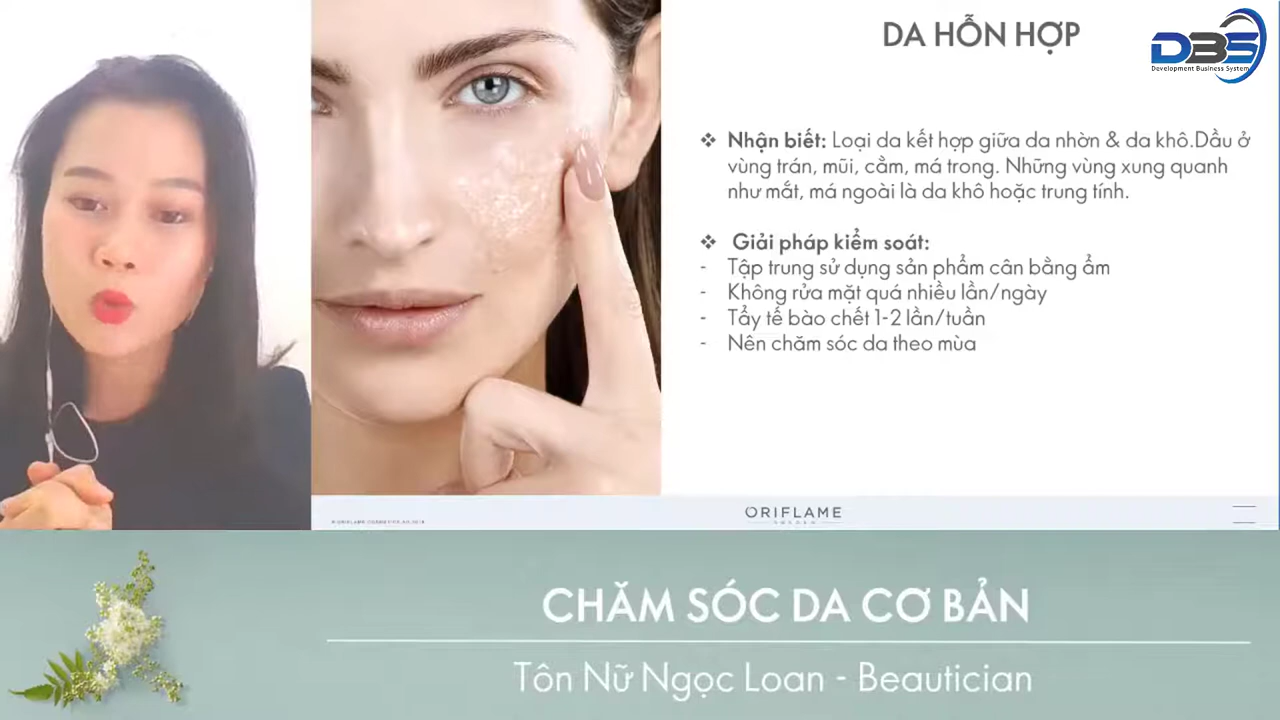 DA HỖN HỢP
DBS
Development Business System
❖ Nhận biết: Loại da kết hợp giữa da nhờn & da khô.Dầu ở
vùng trán, mũi, cằm, má trong. Những vùng xung quanh
như mắt, má ngoài là da khô hoặc trung tính.
❖ Giải pháp kiểm soát:
- Tập trung sử dụng sản phẩm cân bằng ẩm
- Không rửa mặt quá nhiều lần/ngày
- Tẩy tế bào chết 1-2 lần/tuần
- Nên chăm sóc da theo mùa
ORIFLAME
SWEDEN
CHĂM SÓC DA CƠ BẢN
Tôn Nữ Ngọc Loan - Beautician